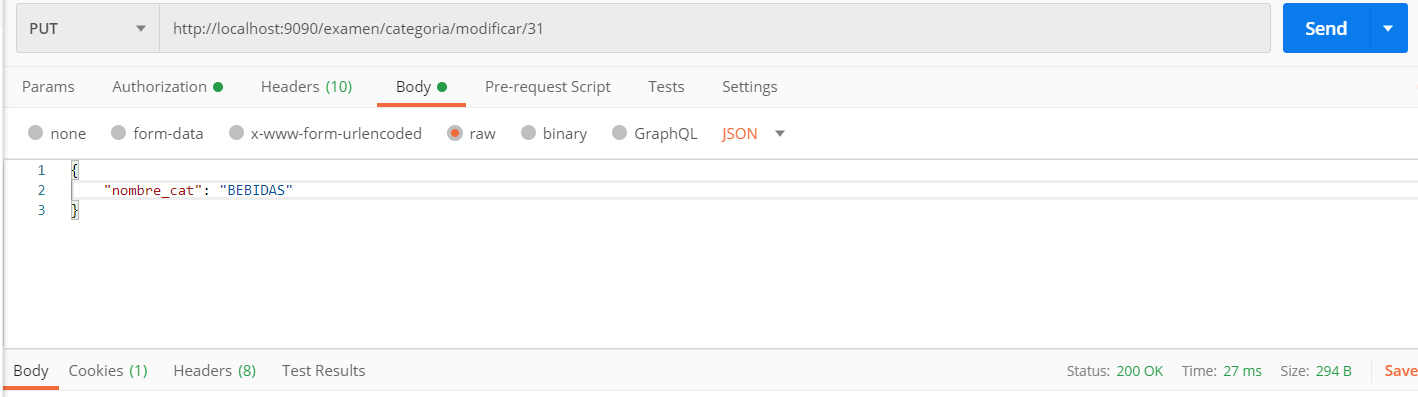 PUT http://localhost:9090/examen/categoria/modificar/31 Send
Params Authorization Headers (10) Body Pre-request Script Tests Settings
none form-data x-www-form-urlencoded raw binary GraphQL JSON
1 {
2 "nombre_cat": "BEBIDAS"
3 }
Body Cookies (1) Headers (8) Test Results Status: 200 OK Time: 27 ms Size: 294 B Save